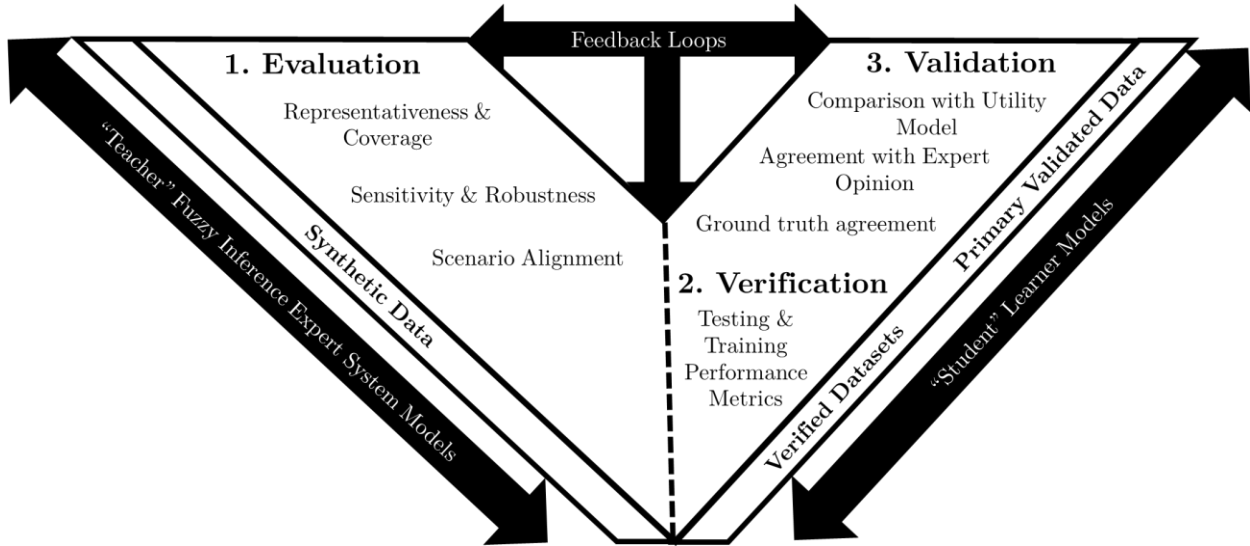 Feedback Loops
1. Evaluation
Representativeness &
Coverage
Sensitivity & Robustness
Scenario Alignment
Synthetic Data
“Teacher” Fuzzy Inference Expert System Models
3. Validation
Comparison with Utility
Model
Agreement with Expert
Opinion
Ground truth agreement
2. Verification
Testing &
Training
Performance
Metrics
Primary Validated Data
Verified Datasets
“Student” Learner Models